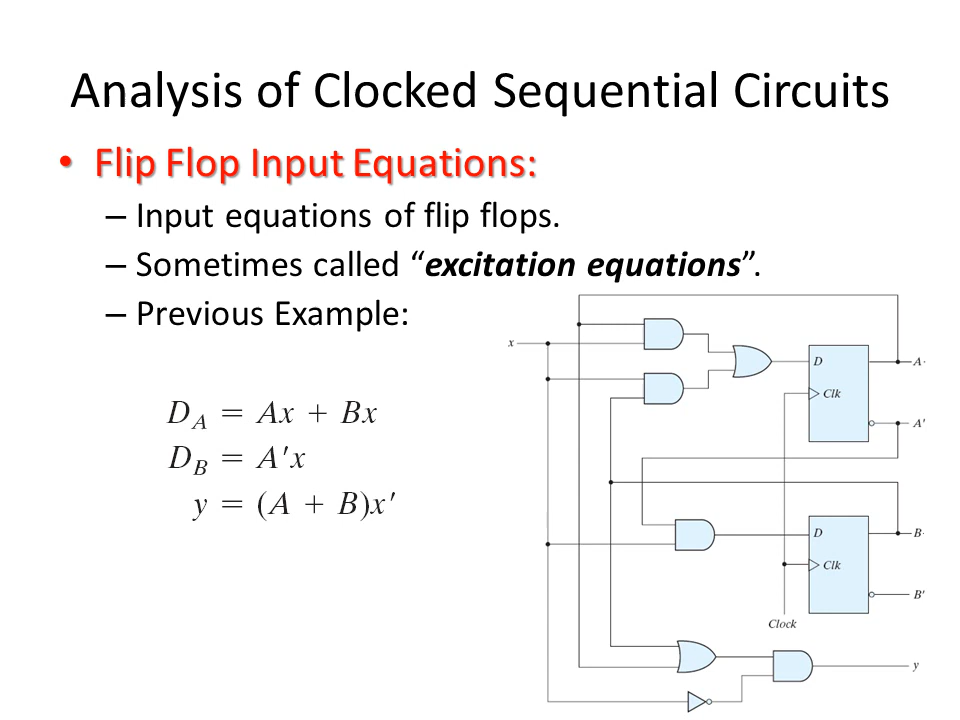 Analysis of Clocked Sequential Circuits
• Flip Flop Input Equations:
– Input equations of flip flops.
– Sometimes called “excitation equations”.
– Previous Example:
D_A = Ax + Bx
D_B = A′x
y = (A + B)x′
x
D
Clk
A
A′
D
Clk
B
B′
Clock
y